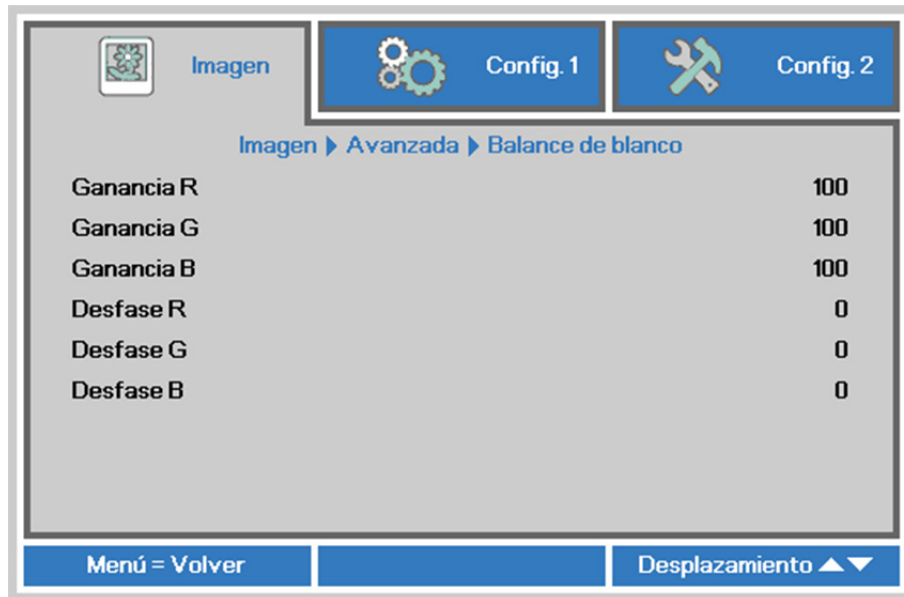 Imagen
Config. 1
Config. 2
Imagen Avanzada Balance de blanco
Ganancia R 100
Ganancia G 100
Ganancia B 100
Desfase R 0
Desfase G 0
Desfase B 0
Menú = Volver
Desplazamiento ▲▼